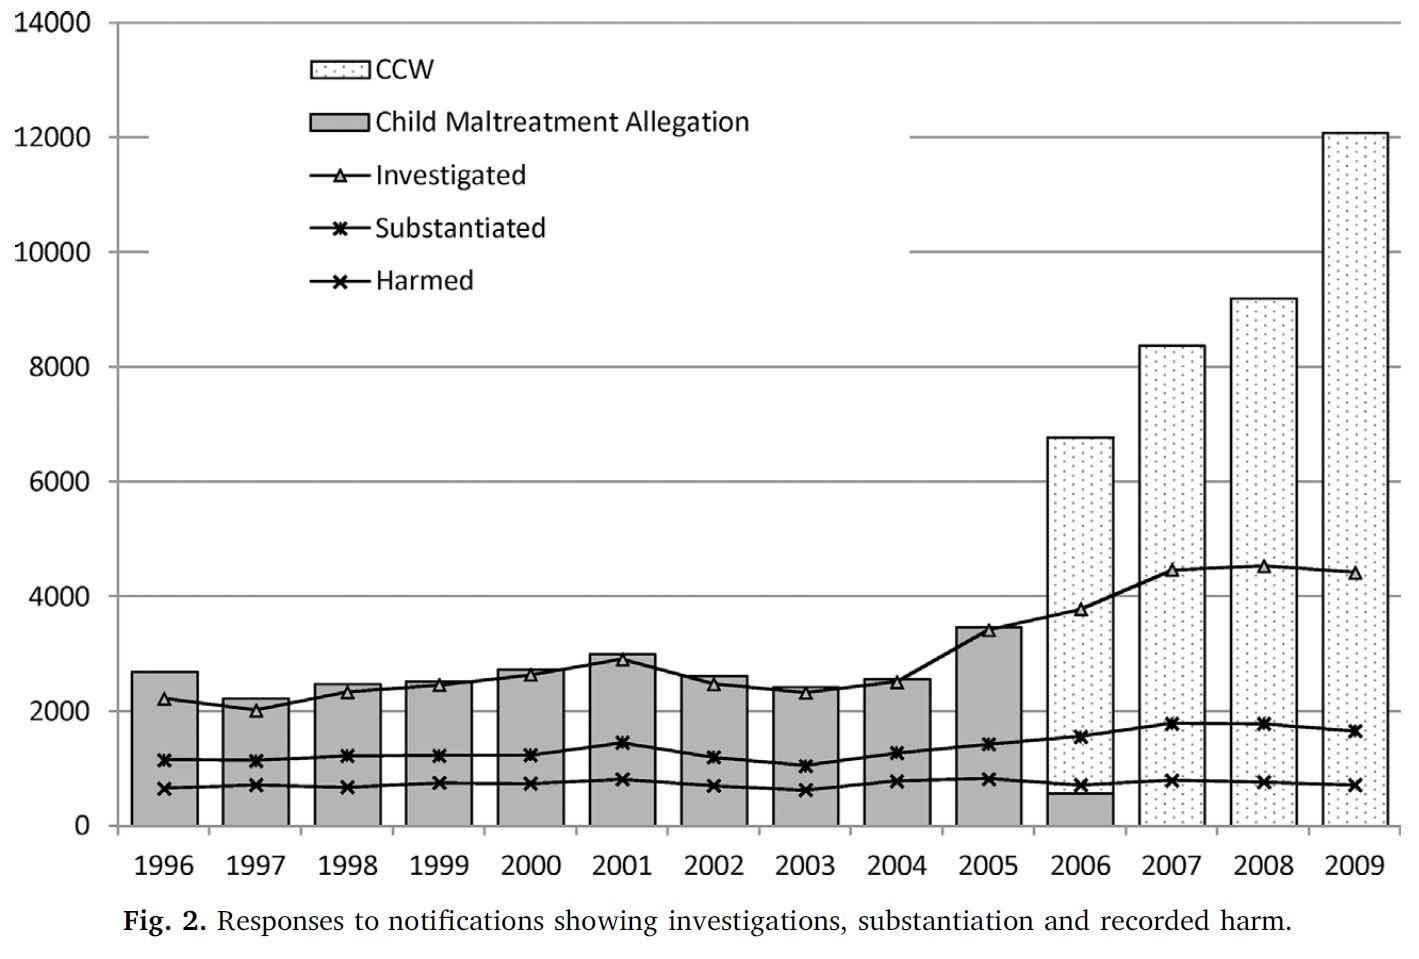 14000
12000
10000
8000
6000
4000
2000
0
CCW
Child Maltreatment Allegation
Investigated
Substantiated
Harmed
1996 1997 1998 1999 2000 2001 2002 2003 2004 2005 2006 2007 2008 2009
Fig. 2. Responses to notifications showing investigations, substantiation and recorded harm.